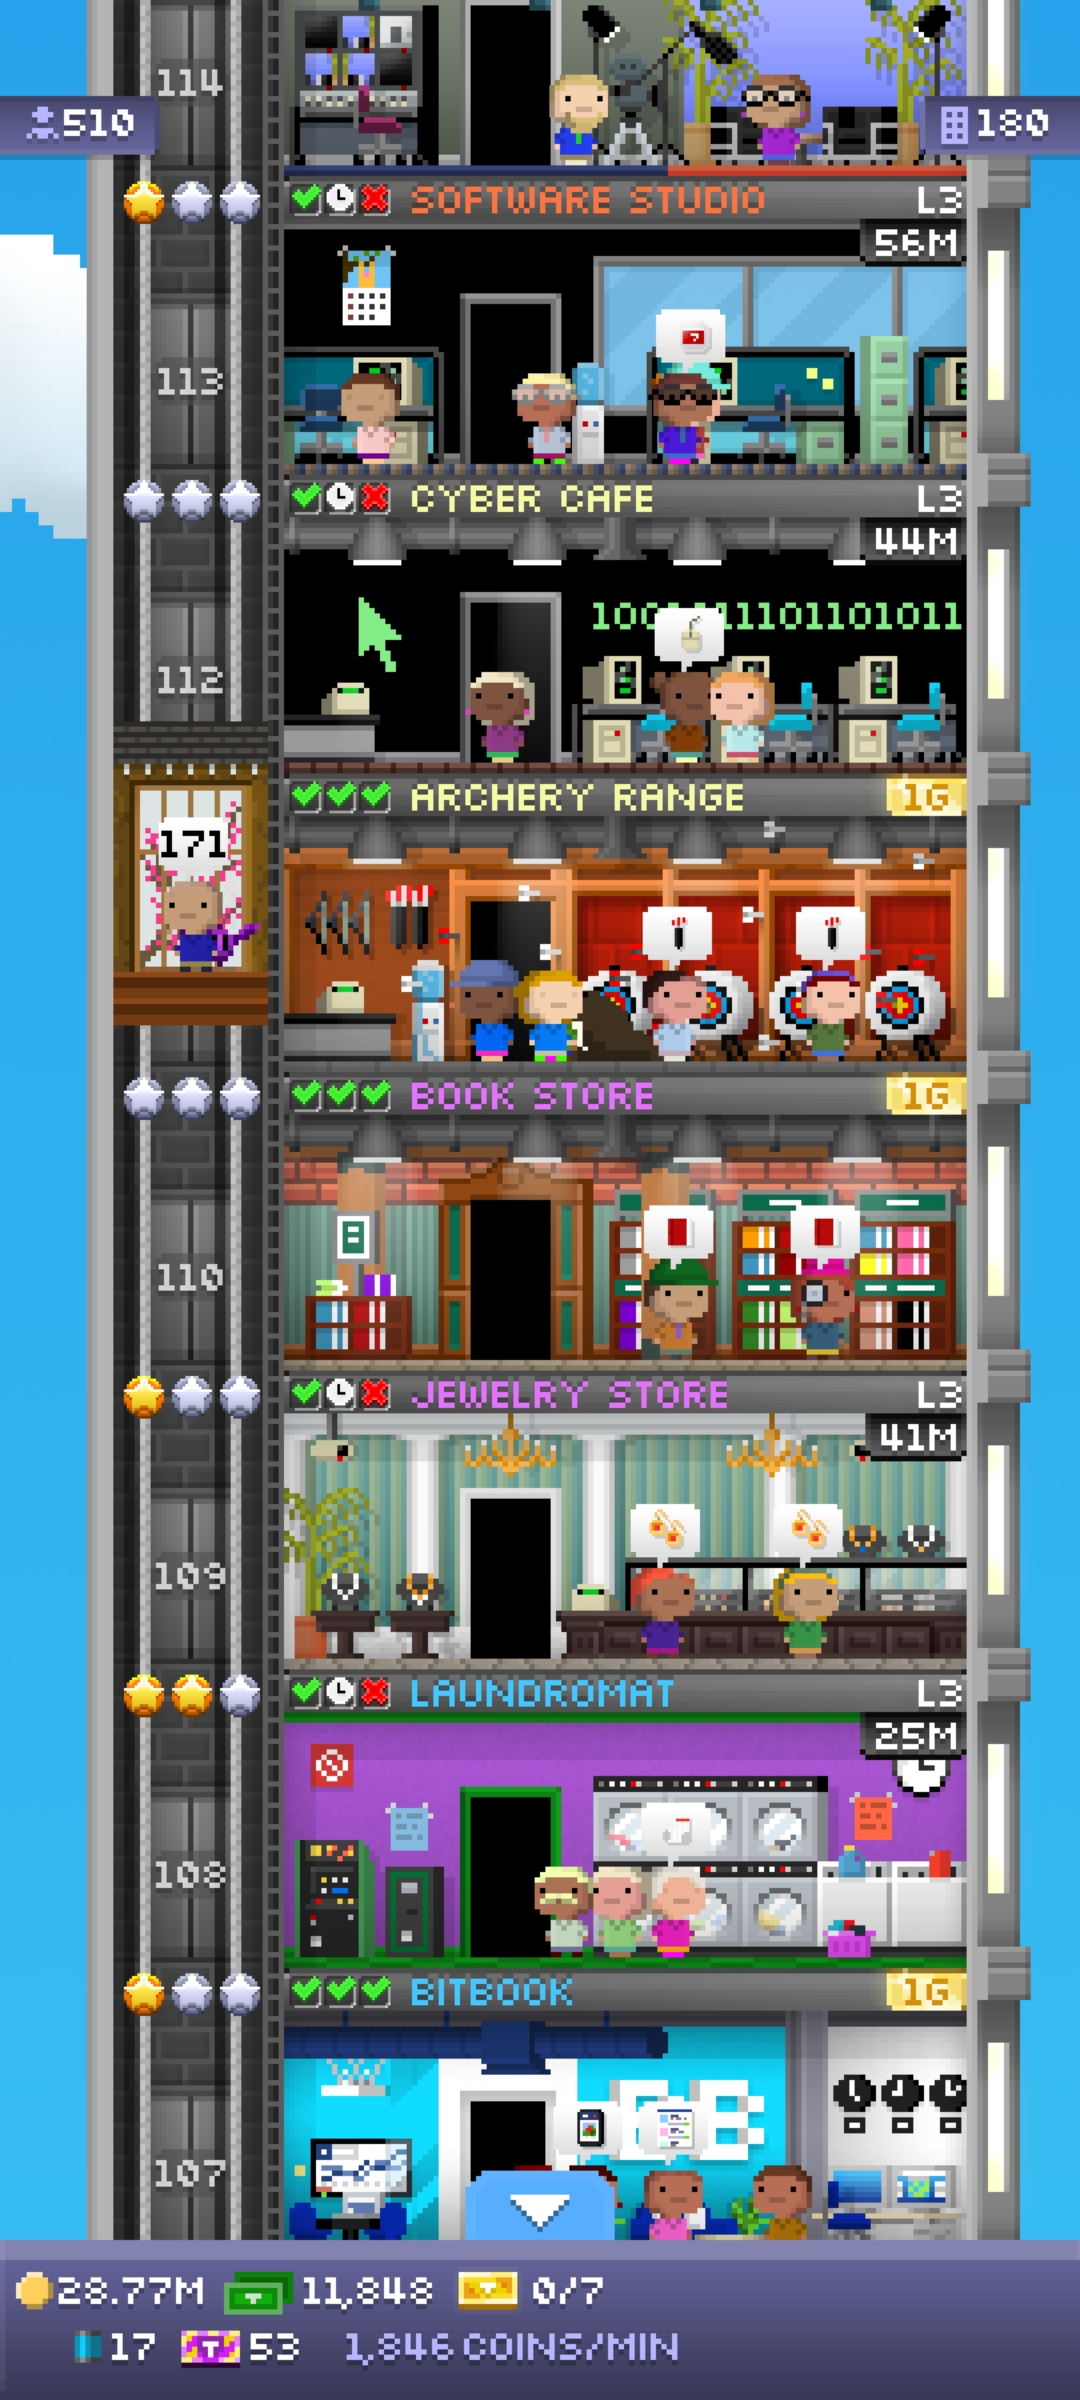 114
510
180
SOFTWARE STUDIO L3
56M
113
CYBER CAFE L3
44M
100 11101101011
112
ARCHERY RANGE 1G
171
BOOK STORE 1G
110
JEWELRY STORE L3
41M
109
LAUNDROMAT L3
25M
108
BITBOOK 1G
107
28.77M 11,848 0/7
17 T 53 1,846 COINS/MIN